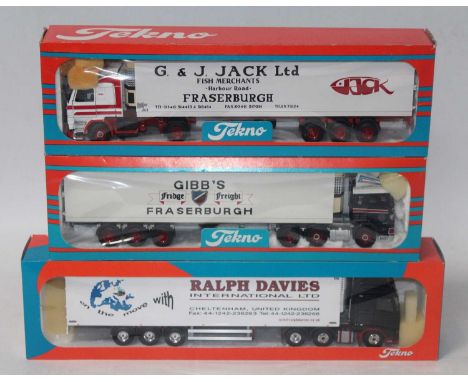 Tekno
G. & J. JACK Ltd
FISH MERCHANTS
·Harbour Road·
FRASERBURGH
JACK
Tekno
GIBB'S
Fridge Freight
FRASERBURGH
Tekno
on the move with
RALPH DAVIES
INTERNATIONAL LTD
CHELTENHAM, UNITED KINGDOM
Tekno